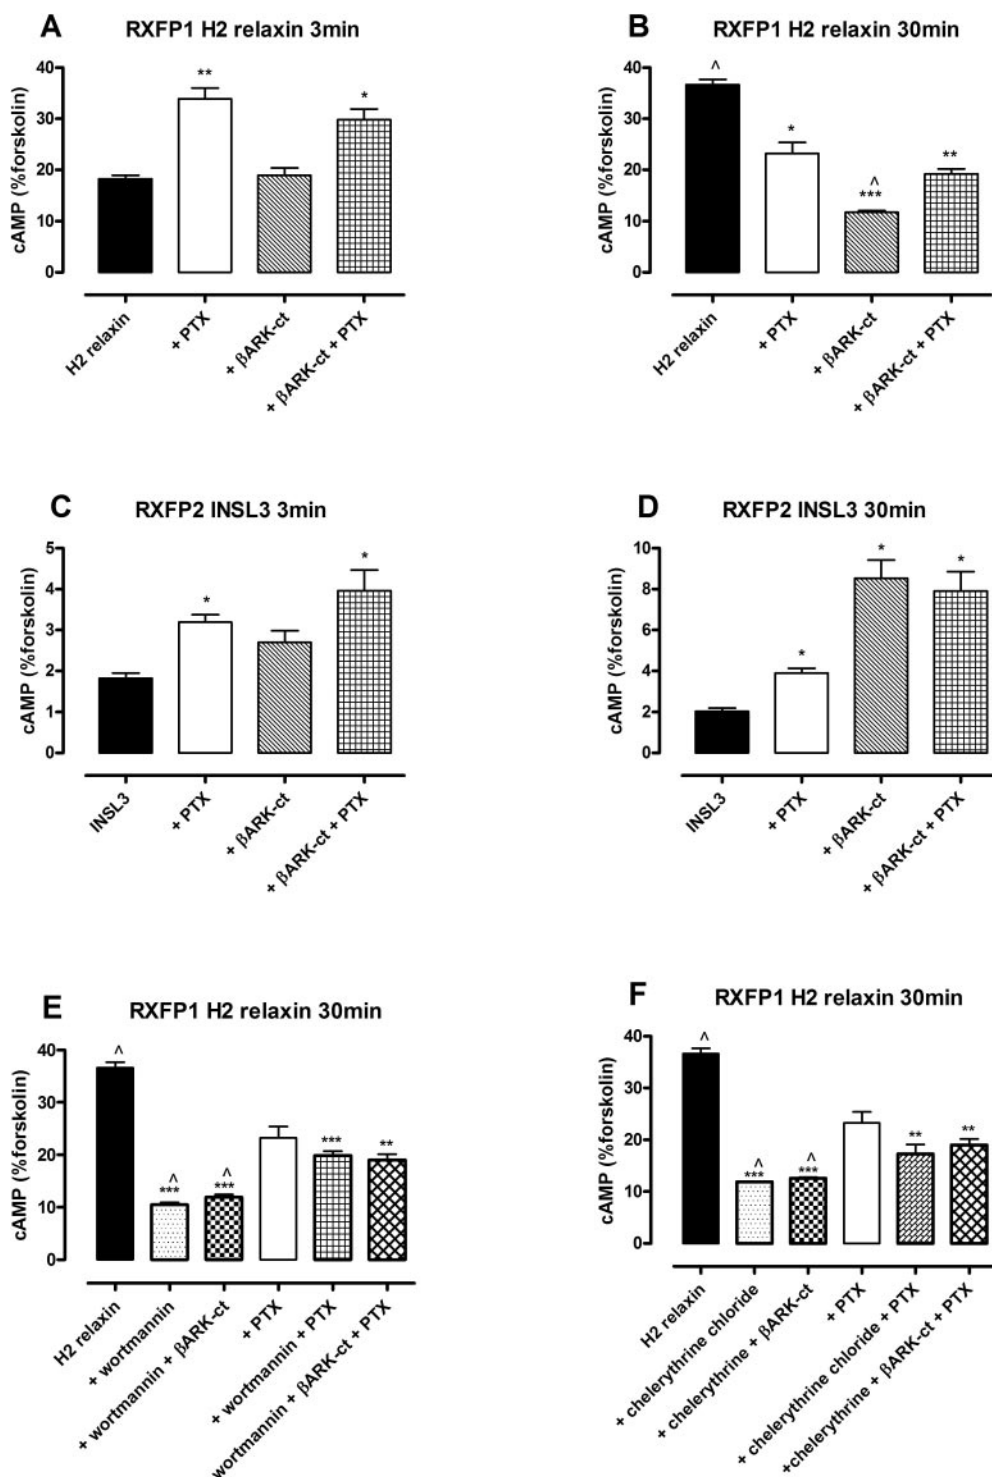 A RXFP1 H2 relaxin 3min
cAMP (%forskolin)
40
30
20
10
0
**
*
H2 relaxin
+ PTX
+ βARK-ct
+ βARK-ct + PTX
B RXFP1 H2 relaxin 30min
cAMP (%forskolin)
40
30
20
10
0
^
*
^
***
**
H2 relaxin
+ PTX
+ βARK-ct
+ βARK-ct + PTX
C RXFP2 INSL3 3min
cAMP (%forskolin)
5
4
3
2
1
0
*
*
INSL3
+ PTX
+ βARK-ct
+ βARK-ct + PTX
D RXFP2 INSL3 30min
cAMP (%forskolin)
10
8
6
4
2
0
*
*
*
INSL3
+ PTX
+ βARK-ct
+ βARK-ct + PTX
E RXFP1 H2 relaxin 30min
cAMP (%forskolin)
40
30
20
10
0
^
^
***
^
***
***
**
H2 relaxin
+ wortmannin
+ wortmannin + βARK-ct
+ PTX
+ wortmannin + PTX
wortmannin + βARK-ct + PTX
F RXFP1 H2 relaxin 30min
cAMP (%forskolin)
40
30
20
10
0
^
^
***
^
***
**
**
H2 relaxin
+ chelerythrine chloride
+ chelerythrine + βARK-ct
+ PTX
+ chelerythrine chloride + PTX
+chelerythrine + βARK-ct + PTX